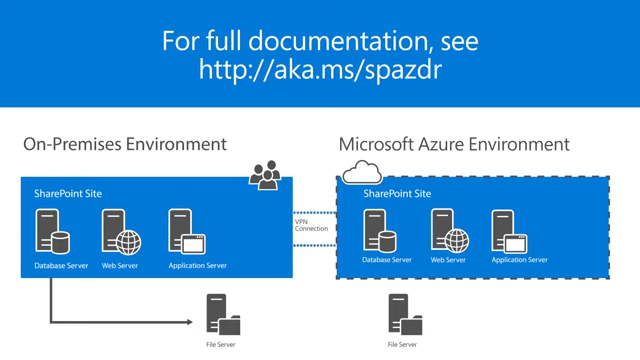 For full documentation, see
http://aka.ms/spazdr
On-Premises Environment
Microsoft Azure Environment
SharePoint Site
Database Server
Web Server
Application Server
VPN
Connection
SharePoint Site
Database Server
Web Server
Application Server
File Server
File Server